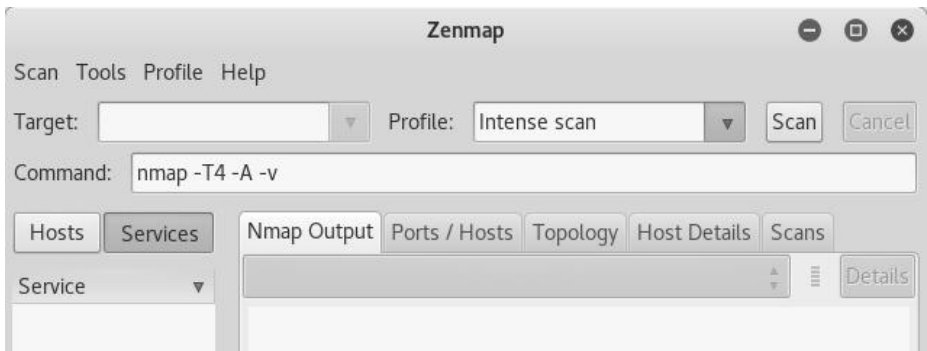 Zenmap
Scan Tools Profile Help
Target: Profile: Intense scan Scan Cancel
Command: nmap -T4 -A -v
Hosts Services Nmap Output Ports / Hosts Topology Host Details Scans
Details
Service